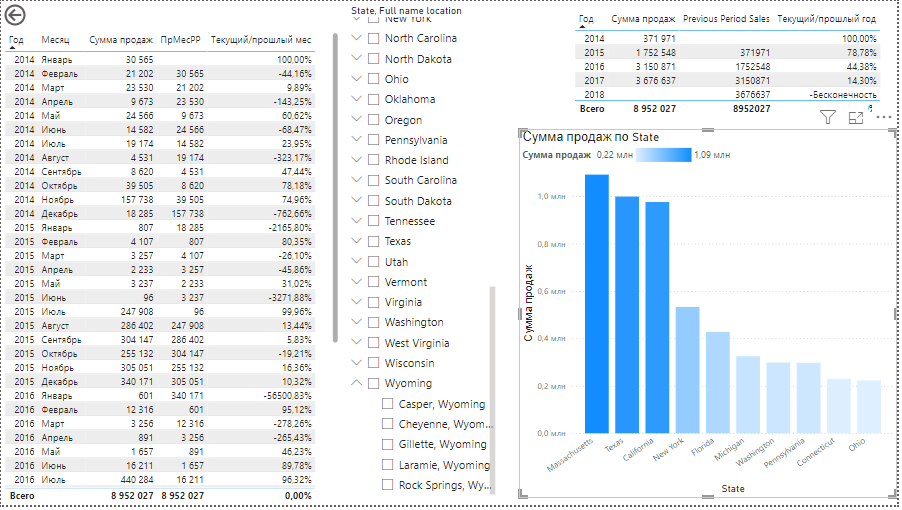 Год Месяц Сумма продаж ПрМесРР Текущий/прошлый мес
2014 Январь 30 565 100,00%
2014 Февраль 21 202 30 565 -44,16%
2014 Март 23 530 21 202 9,89%
2014 Апрель 9 673 23 530 -143,25%
2014 Май 24 566 9 673 60,62%
2014 Июнь 14 582 24 566 -68,47%
2014 Июль 19 174 14 582 23,95%
2014 Август 4 531 19 174 -323,17%
2014 Сентябрь 8 620 4 531 47,44%
2014 Октябрь 39 505 8 620 78,18%
2014 Ноябрь 157 738 39 505 74,96%
2014 Декабрь 18 285 157 738 -762,66%
2015 Январь 807 18 285 -2165,80%
2015 Февраль 4 107 807 80,35%
2015 Март 3 257 4 107 -26,10%
2015 Апрель 2 233 3 257 -45,86%
2015 Май 3 237 2 233 31,02%
2015 Июнь 96 3 237 -3271,88%
2015 Июль 247 908 96 99,96%
2015 Август 286 402 247 908 13,44%
2015 Сентябрь 304 147 286 402 5,83%
2015 Октябрь 255 132 304 147 -19,21%
2015 Ноябрь 305 051 255 132 16,36%
2015 Декабрь 340 171 305 051 10,32%
2016 Январь 601 340 171 -56500,83%
2016 Февраль 12 316 601 95,12%
2016 Март 3 256 12 316 -278,26%
2016 Апрель 891 3 256 -265,43%
2016 Май 1 657 891 46,23%
2016 Июнь 16 211 1 657 89,78%
2016 Июль 440 284 16 211 96,32%
Всего 8 952 027 8 952 027 0,00%
State, Full name location
New York
North Carolina
North Dakota
Ohio
Oklahoma
Oregon
Pennsylvania
Rhode Island
South Carolina
South Dakota
Tennessee
Texas
Utah
Vermont
Virginia
Washington
West Virginia
Wisconsin
Wyoming
Casper, Wyoming
Cheyenne, Wyom...
Gillette, Wyoming
Laramie, Wyoming
Rock Springs, Wy...
Год Сумма продаж Previous Period Sales Текущий/прошлый год
2014 371 971 100,00%
2015 1 752 548 371971 78,78%
2016 3 150 871 1752548 44,38%
2017 3 676 637 3150871 14,30%
2018 3676637 -Бесконечность
Всего 8 952 027 8952027
Сумма продаж по State
Сумма продаж 0,22 млн 1,09 млн
Сумма продаж
1,0 млн
0,8 млн
0,6 млн
0,4 млн
0,2 млн
0,0 млн
Massachusetts
Texas
California
New York
Florida
Michigan
Washington
Pennsylvania
Connecticut
Ohio
State